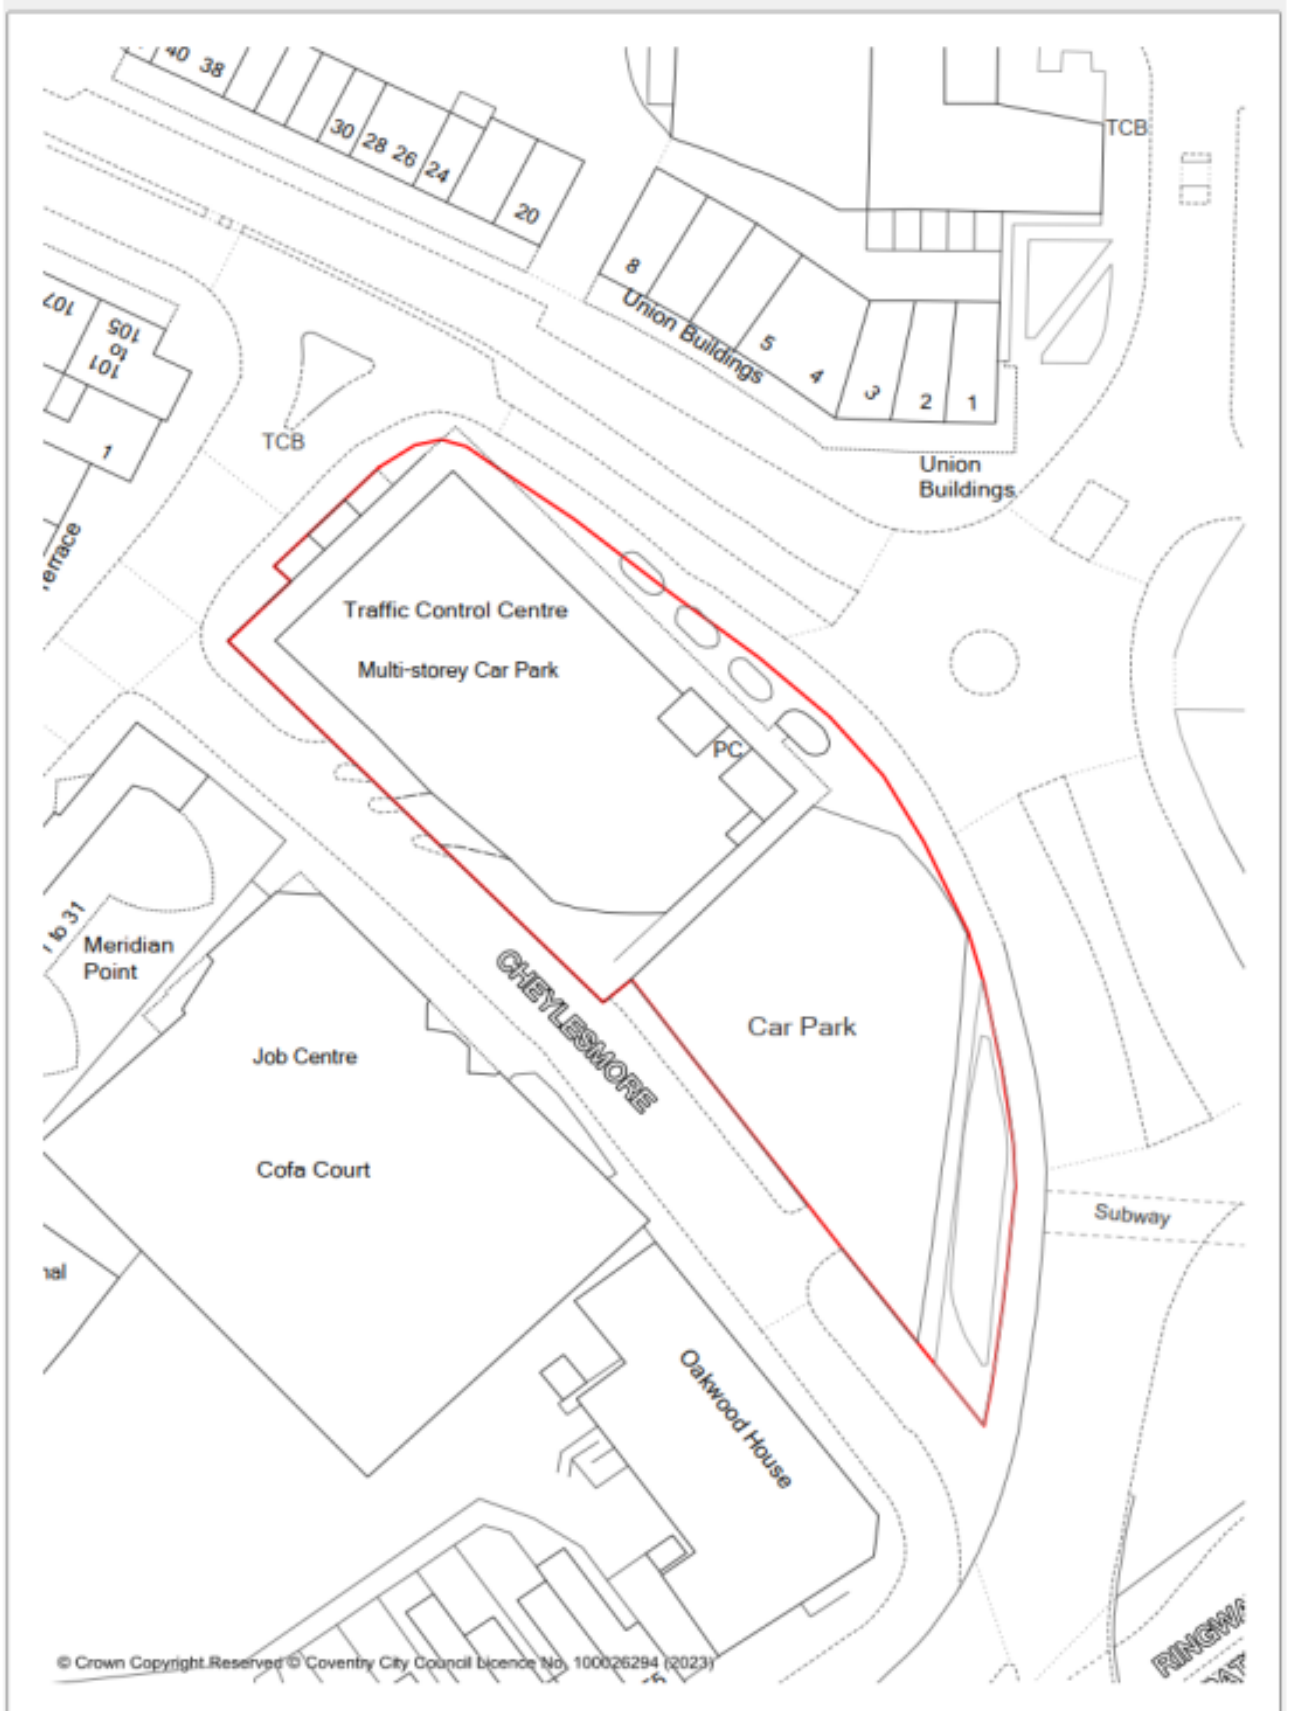 40
38
30
28
26
24
20
TCB
8
Union Buildings
5
4
3
2
1
107
105
to
101
1
TCB
Union
Buildings
Traffic Control Centre
Multi-storey Car Park
PC
to 31
Meridian
Point
CHEYLESMORE
Car Park
Job Centre
Cofa Court
Subway
Oakwood House
© Crown Copyright Reserved © Coventry City Council Licence No. 100026294 (2023)